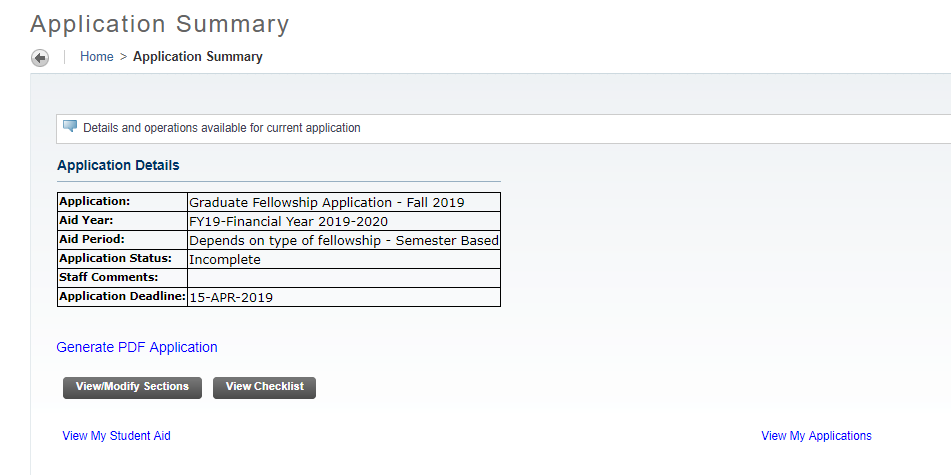 Application Summary
Home > Application Summary
Details and operations available for current application
Application Details
Application: Graduate Fellowship Application - Fall 2019
Aid Year: FY19-Financial Year 2019-2020
Aid Period: Depends on type of fellowship - Semester Based
Application Status: Incomplete
Staff Comments:
Application Deadline: 15-APR-2019
Generate PDF Application
View/Modify Sections View Checklist
View My Student Aid View My Applications